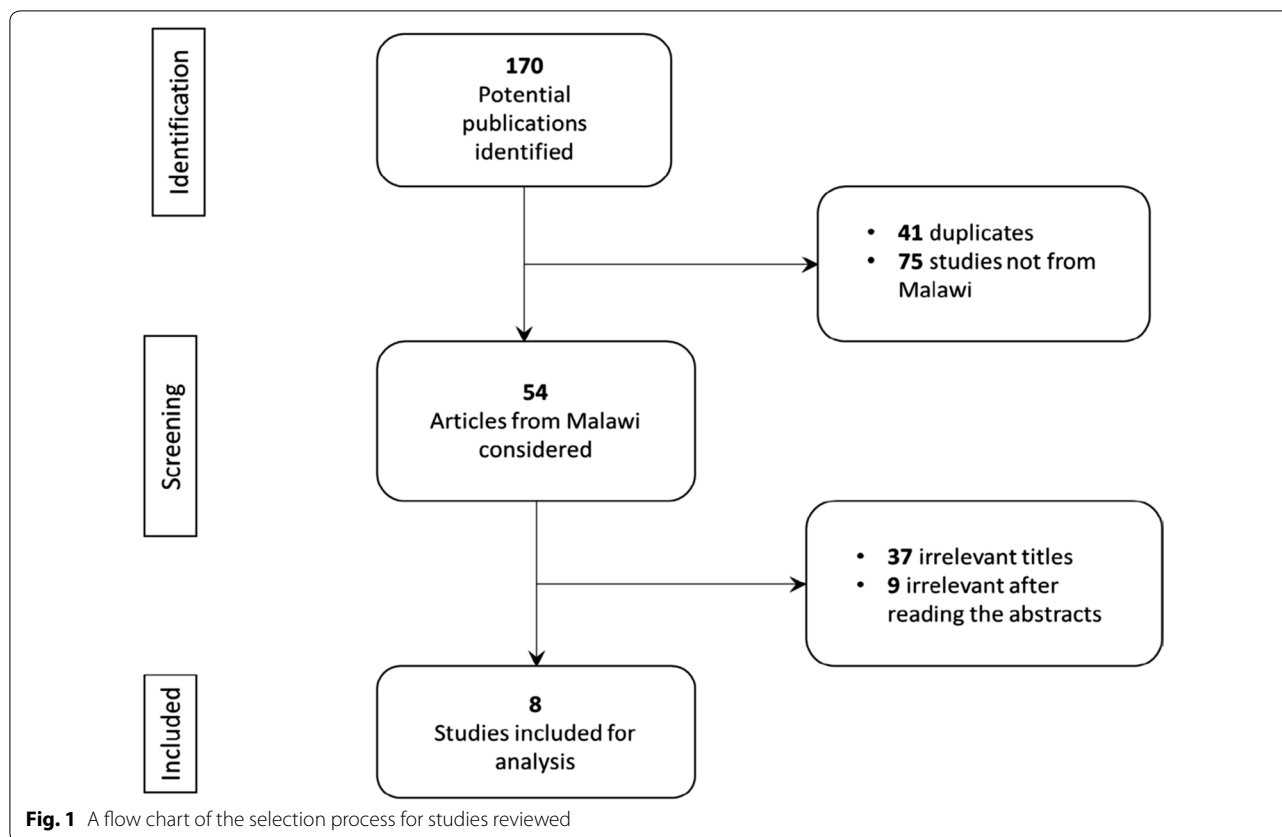 Identification
170
Potential
publications
identified
• 41 duplicates
• 75 studies not from
Malawi
Screening
54
Articles from Malawi
considered
• 37 irrelevant titles
• 9 irrelevant after
reading the abstracts
Included
8
Studies included for
analysis
Fig. 1 A flow chart of the selection process for studies reviewed